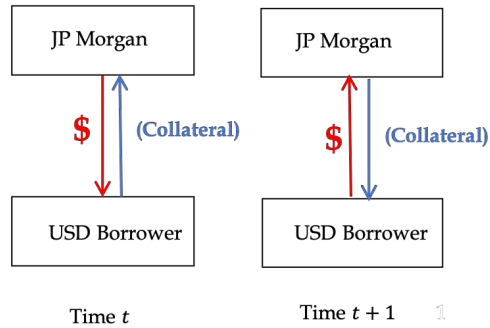 JP Morgan
$ (Collateral)
USD Borrower
Time t
JP Morgan
$ (Collateral)
USD Borrower
Time t + 1
1